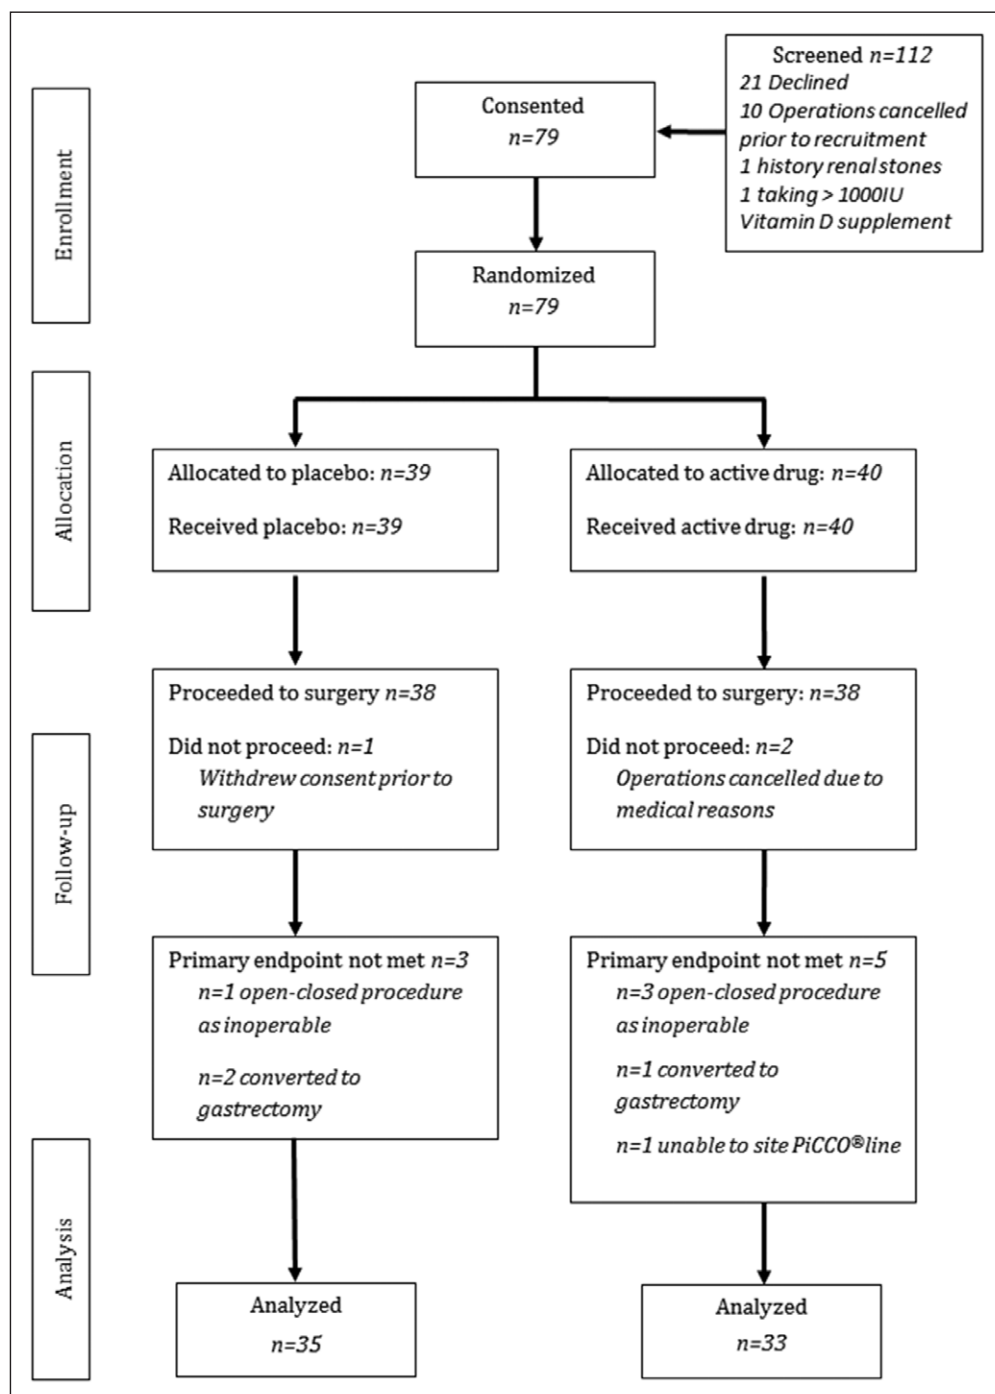 Screened n=112
21 Declined
10 Operations cancelled
prior to recruitment
1 history renal stones
1 taking > 1000IU
Vitamin D supplement
Enrollment
Consented
n=79
Randomized
n=79
Allocation
Allocated to placebo: n=39
Received placebo: n=39
Allocated to active drug: n=40
Received active drug: n=40
Follow-up
Proceeded to surgery n=38
Did not proceed: n=1
Withdrew consent prior to
surgery
Proceeded to surgery: n=38
Did not proceed: n=2
Operations cancelled due to
medical reasons
Primary endpoint not met n=3
n=1 open-closed procedure
as inoperable
n=2 converted to
gastrectomy
Primary endpoint not met n=5
n=3 open-closed procedure
as inoperable
n=1 converted to
gastrectomy
n=1 unable to site PiCCO® line
Analysis
Analyzed
n=35
Analyzed
n=33